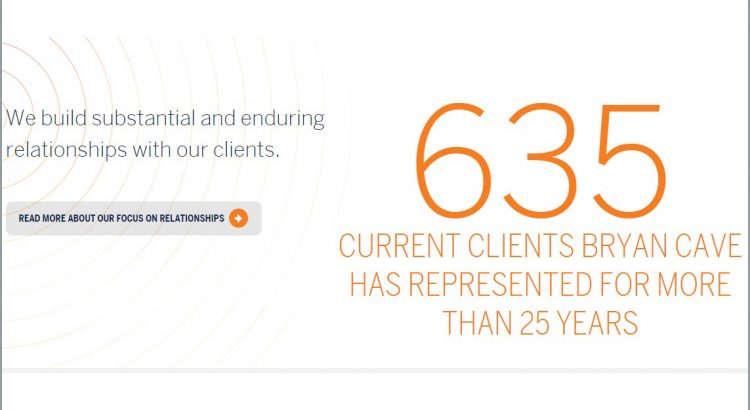 We build substantial and enduring
relationships with our clients.
READ MORE ABOUT OUR FOCUS ON RELATIONSHIPS
635
CURRENT CLIENTS BRYAN CAVE
HAS REPRESENTED FOR MORE
THAN 25 YEARS